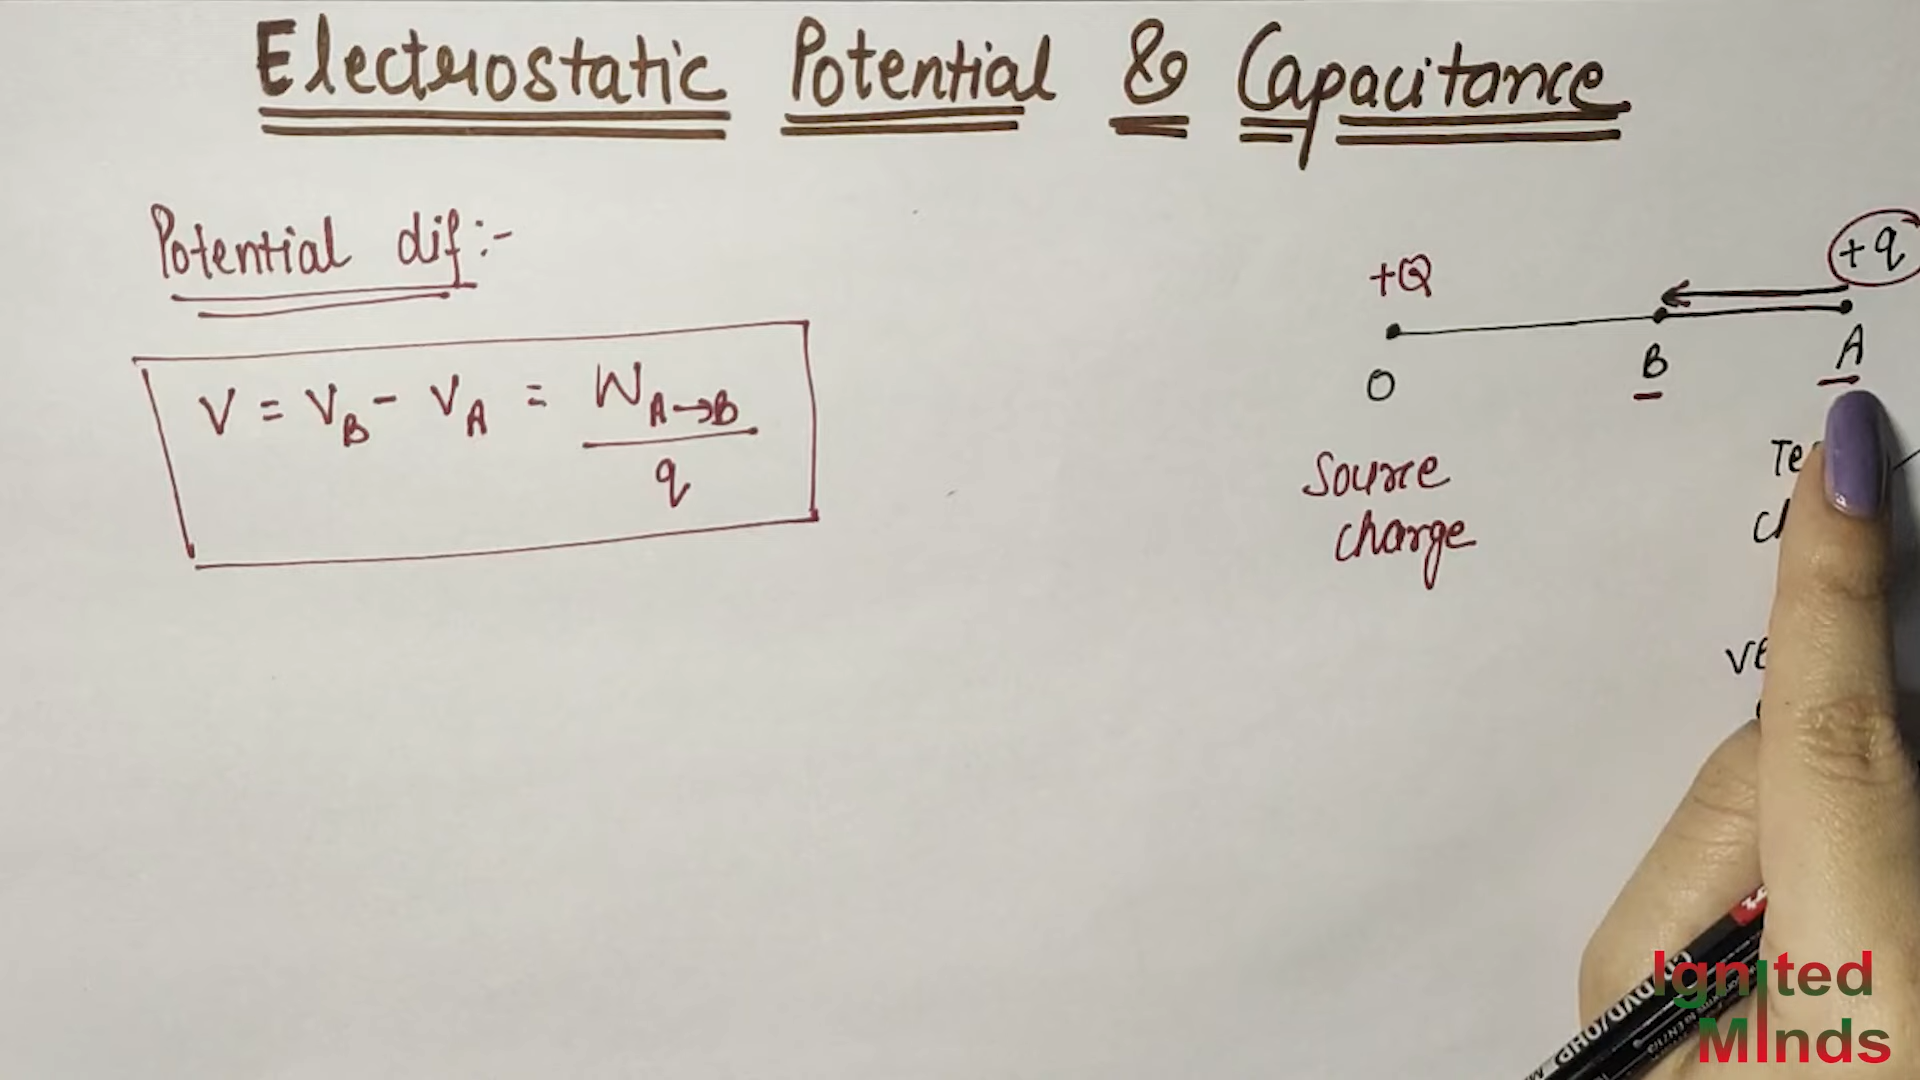 Electrostatic Potential & Capacitance
Potential dif:-
V = V_B - V_A = W_A→B / q
+Q
+q
O
B
A
Source
charge
Ignited
Minds